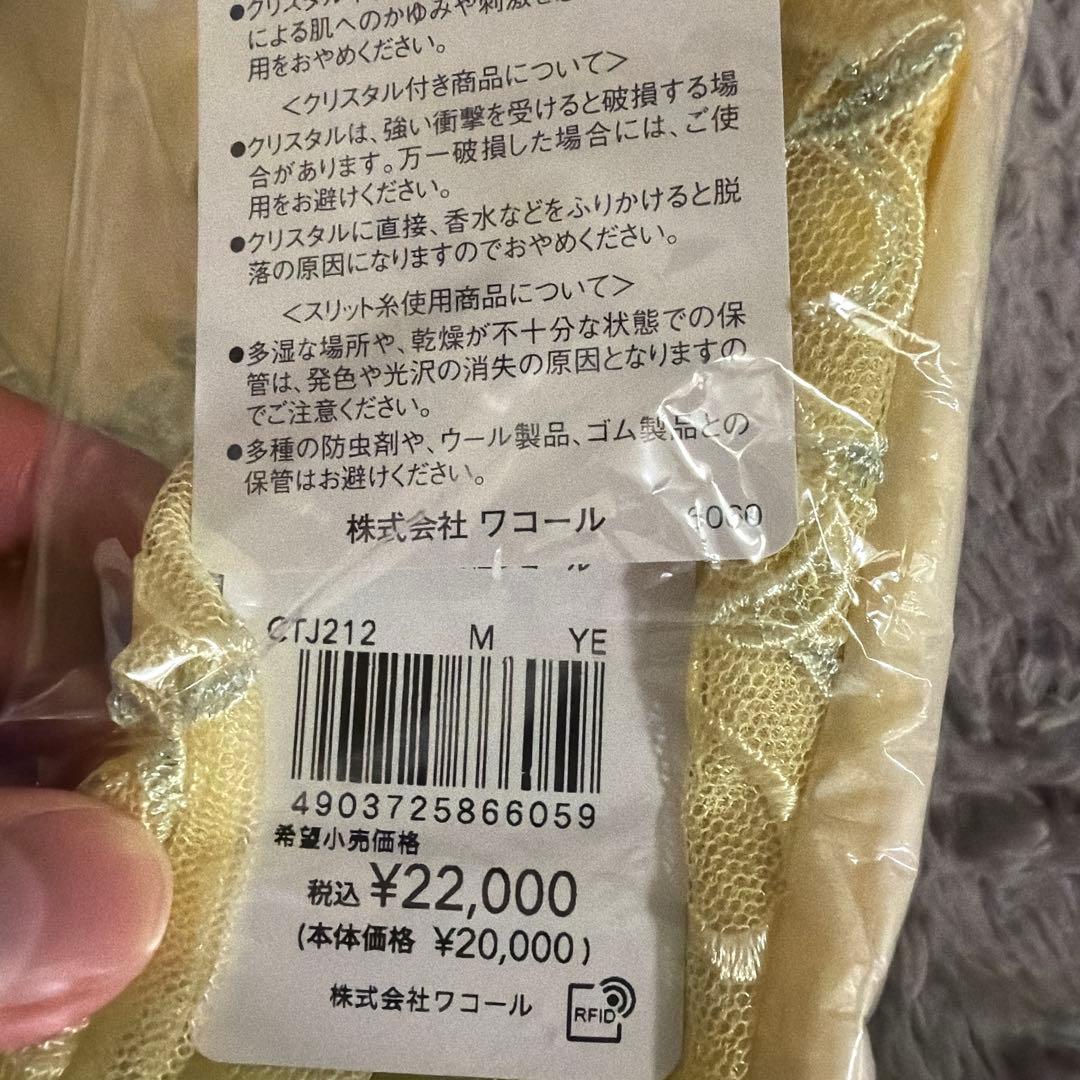 ●クリスタル
による肌へのかゆみや刺激を
用をおやめください。
＜クリスタル付き商品について＞
●クリスタルは、強い衝撃を受けると破損する場
合があります。万一破損した場合には、ご使
用をお避けください。
●クリスタルに直接、香水などをふりかけると脱
落の原因になりますのでおやめください。
＜スリット糸使用商品について＞
●多湿な場所や、乾燥が不十分な状態での保
管は、発色や光沢の消失の原因となりますの
でご注意ください。
●多種の防虫剤や、ウール製品、ゴム製品との
保管はお避けください。
株式会社 ワコール 6060
CTJ212 M YE
4903725866059
希望小売価格
税込 ¥22,000
(本体価格 ¥20,000)
株式会社ワコール
RFID